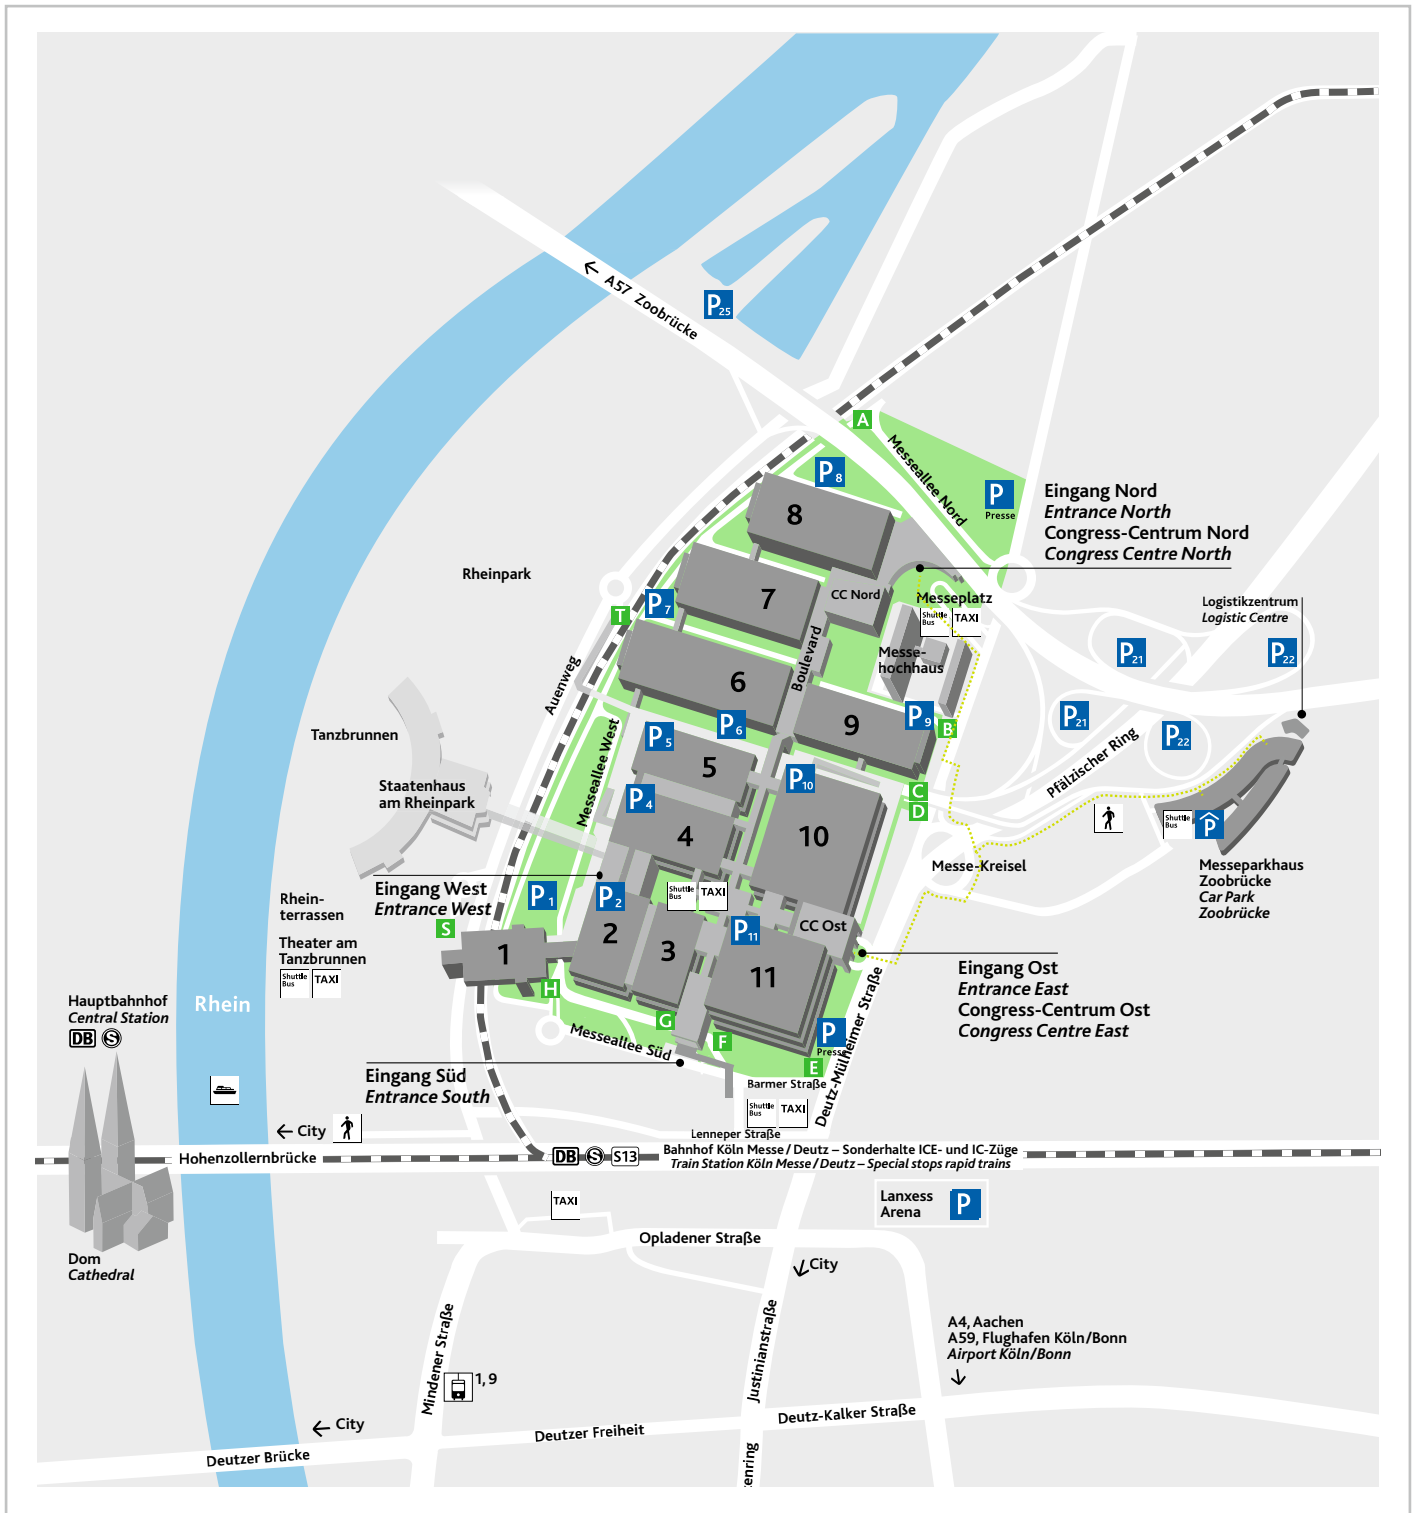 A57 Zoobrücke
P25
A
Messeallee Nord
P8
P
Presse
8
Eingang Nord
Entrance North
Congress-Centrum Nord
Congress Centre North
Rheinpark
7
CC Nord
P7
T
Messeplatz
Shuttle
Bus
TAXI
Logistikzentrum
Logistic Centre
P21
P22
Messe-
hochhaus
Boulevard
6
Auenweg
P6
P9
B
9
P21
P22
Pfälzischer Ring
Tanzbrunnen
P5
Messeallee West
5
P10
C
D
Staatenhaus
am Rheinpark
P4
4
10
Shuttle
Bus
P
Messe-Kreisel
Messeparkhaus
Zoobrücke
Car Park
Zoobrücke
Eingang West
Entrance West
P1
P2
Shuttle
Bus
TAXI
Rhein-
terrassen
S
P11
CC Ost
1
2
3
11
Theater am
Tanzbrunnen
Shuttle
Bus
TAXI
Eingang Ost
Entrance East
Congress-Centrum Ost
Congress Centre East
Hauptbahnhof
Central Station
DB S
Rhein
H
G
F
E
P
Presse
Messeallee Süd
Deutz-Mülheimer Straße
Eingang Süd
Entrance South
Barmer Straße
Shuttle
Bus
TAXI
City
Lenneper Straße
Hohenzollernbrücke
DB S S13
Bahnhof Köln Messe/Deutz – Sonderhalte ICE- und IC-Züge
Train Station Köln Messe/Deutz – Special stops rapid trains
TAXI
Lanxess
Arena
P
Opladener Straße
Dom
Cathedral
City
Mindener Straße
Justinianstraße
A4, Aachen
A59, Flughafen Köln/Bonn
Airport Köln/Bonn
1, 9
City
Deutz-Kalker Straße
Deutzer Freiheit
Deutzer Brücke
enring